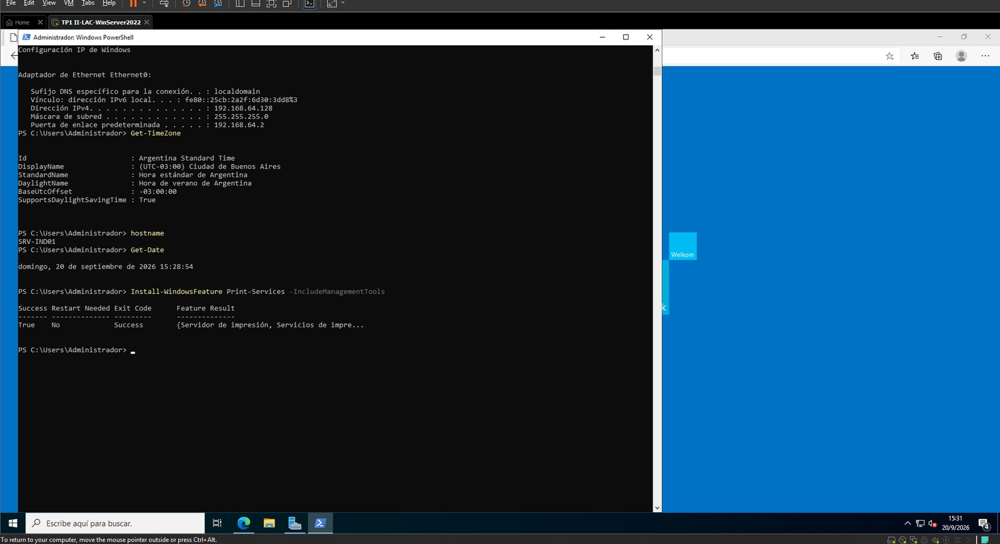 File Edit View VM Tabs Help
Home TP1 II-LAC-WinServer2022
Administrador: Windows PowerShell
Configuración IP de Windows
Adaptador de Ethernet Ethernet0:
Sufijo DNS específico para la conexión. . : localdomain
Vínculo: dirección IPv6 local. . . : fe80::25cb:2a2f:6d30:3dd8%3
Dirección IPv4. . . . . . . . . . . . . . : 192.168.64.128
Máscara de subred . . . . . . . . . . . . : 255.255.255.0
Puerta de enlace predeterminada . . . . . : 192.168.64.2
PS C:\Users\Administrador> Get-TimeZone
Id : Argentina Standard Time
DisplayName : (UTC-03:00) Ciudad de Buenos Aires
StandardName : Hora estándar de Argentina
DaylightName : Hora de verano de Argentina
BaseUtcOffset : -03:00:00
SupportsDaylightSavingTime : True
PS C:\Users\Administrador> hostname
SRV-IND01
PS C:\Users\Administrador> Get-Date
domingo, 20 de septiembre de 2026 15:28:54
PS C:\Users\Administrador> Install-WindowsFeature Print-Services -IncludeManagementTools
Success Restart Needed Exit Code Feature Result
------- -------------- --------- --------------
True No Success {Servidor de impresión, Servicios de impre...
PS C:\Users\Administrador>
Welkom
k
Escribe aquí para buscar.
15:31
20/9/2026
4
To return to your computer, move the mouse pointer outside or press Ctrl+Alt.